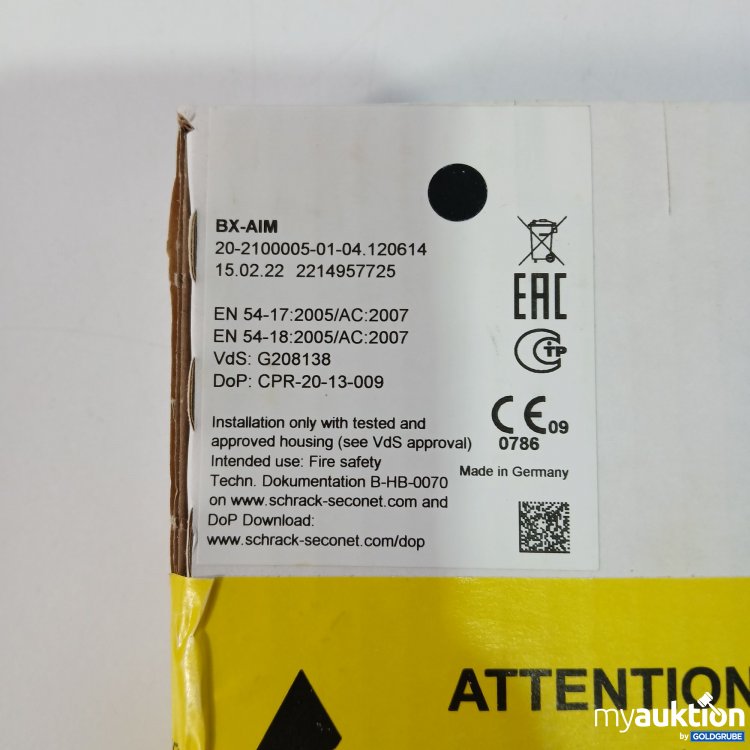 BX-AIM
20-2100005-01-04.120614
15.02.22 2214957725
EN 54-17:2005/AC:2007
EN 54-18:2005/AC:2007
VdS: G208138
DoP: CPR-20-13-009
Installation only with tested and
approved housing (see VdS approval)
Intended use: Fire safety
Techn. Dokumentation B-HB-0070
on www.schrack-seconet.com and
DoP Download:
www.schrack-seconet.com/dop
EAC
C TP
CE 09
0786
Made in Germany
ATTENTION
myauktion
by GOLDGRUBE